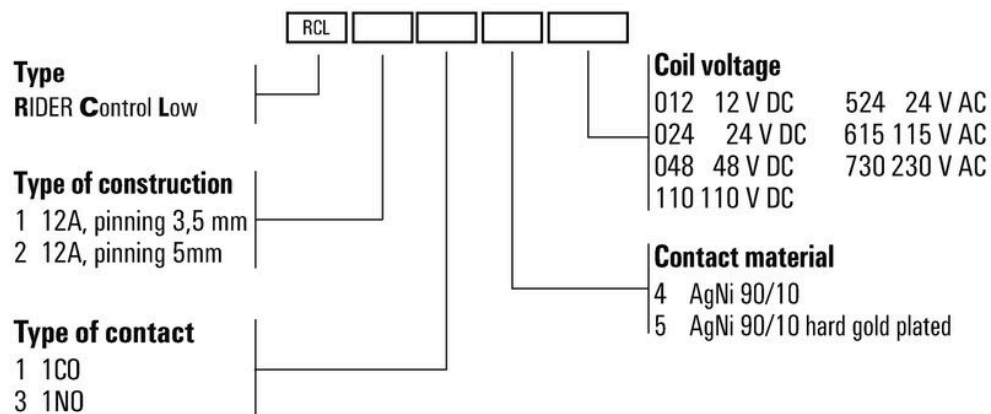 RCL
Type
RIDER Control Low
Type of construction
1 12A, pinning 3,5 mm
2 12A, pinning 5mm
Type of contact
1 1CO
3 1NO
Coil voltage
012 12 V DC 524 24 V AC
024 24 V DC 615 115 V AC
048 48 V DC 730 230 V AC
110 110 V DC
Contact material
4 AgNi 90/10
5 AgNi 90/10 hard gold plated